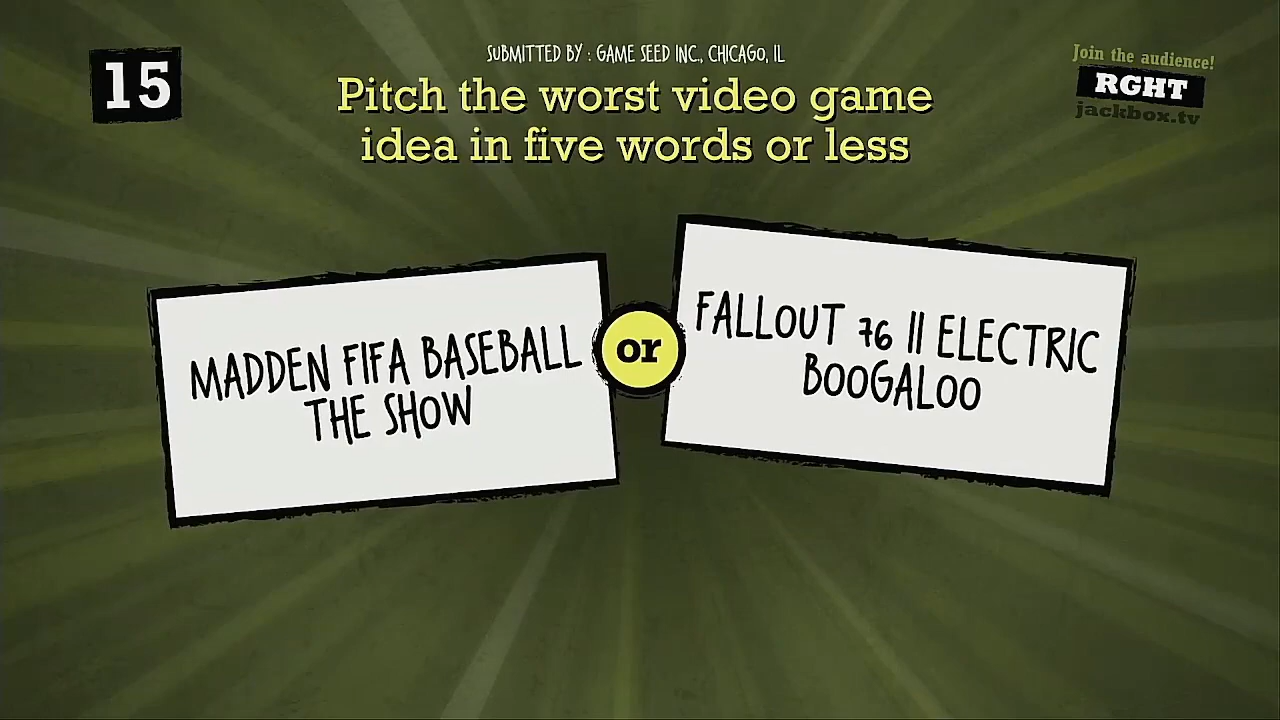 15
SUBMITTED BY : GAME SEED INC., CHICAGO, IL
Pitch the worst video game
idea in five words or less
Join the audience!
RGHT
jackbox.tv
MADDEN FIFA BASEBALL
THE SHOW
or
FALLOUT 76 II ELECTRIC
BOOGALOO